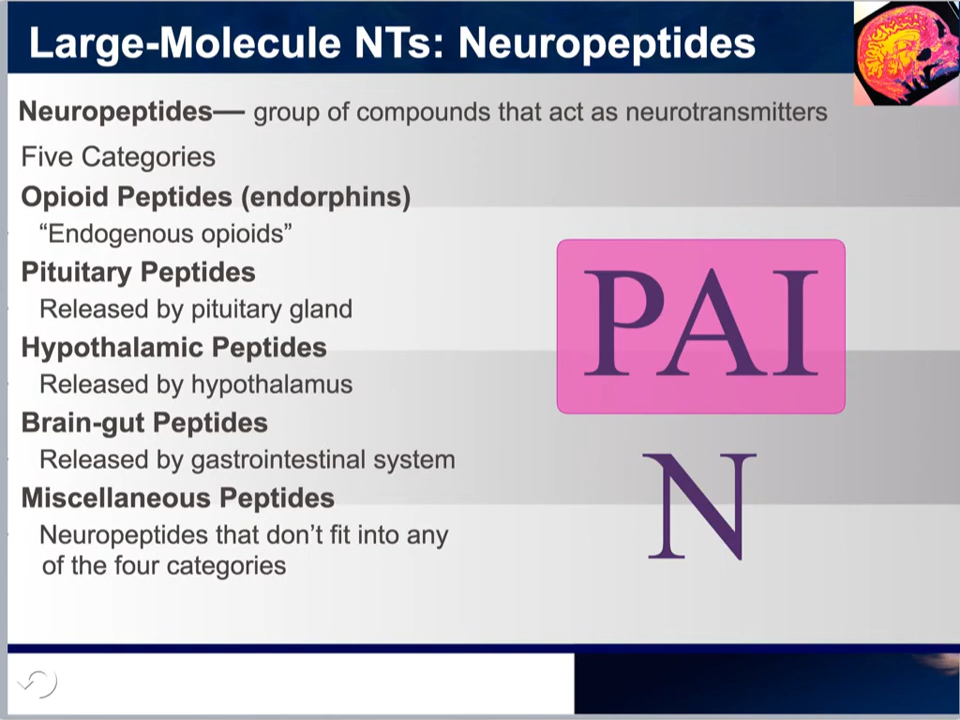 Large-Molecule NTs: Neuropeptides
Neuropeptides— group of compounds that act as neurotransmitters
Five Categories
Opioid Peptides (endorphins)
“Endogenous opioids”
Pituitary Peptides
Released by pituitary gland
Hypothalamic Peptides
Released by hypothalamus
Brain-gut Peptides
Released by gastrointestinal system
Miscellaneous Peptides
Neuropeptides that don’t fit into any
of the four categories
PAI
N